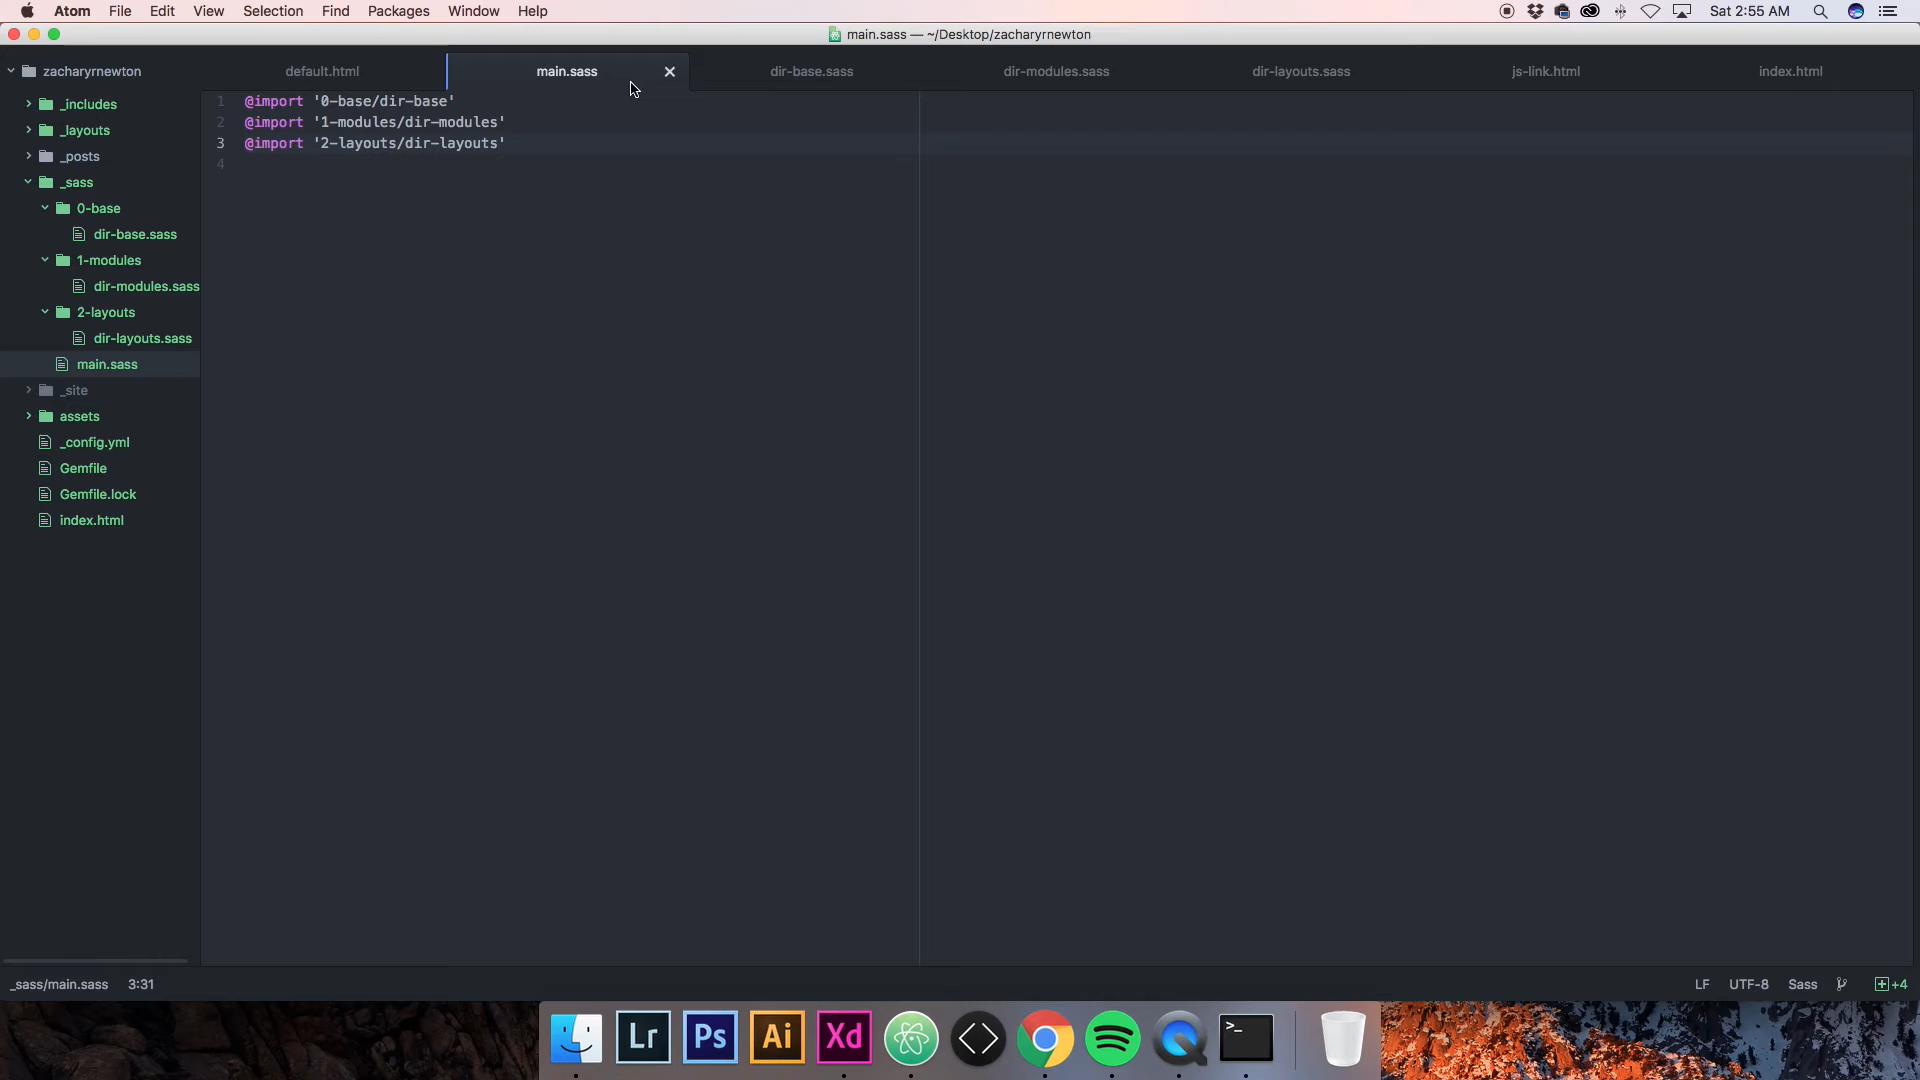 Atom File Edit View Selection Find Packages Window Help Sat 2:55 AM
main.sass — ~/Desktop/zacharyrnewton
zacharyrnewton default.html main.sass dir-base.sass dir-modules.sass dir-layouts.sass js-link.html index.html
_includes
_layouts
_posts
_sass
0-base
dir-base.sass
1-modules
dir-modules.sass
2-layouts
dir-layouts.sass
main.sass
_site
assets
_config.yml
Gemfile
Gemfile.lock
index.html
1 @import '0-base/dir-base'
2 @import '1-modules/dir-modules'
3 @import '2-layouts/dir-layouts'
4
_sass/main.sass 3:31 LF UTF-8 Sass +4
Lr Ps Ai Xd >_